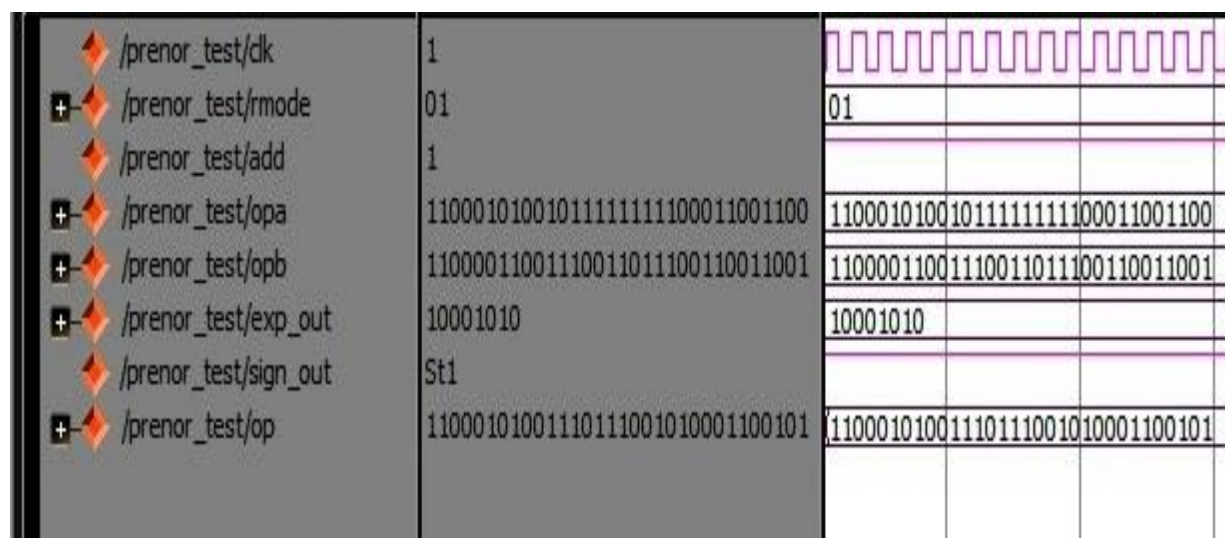 /prenor_test/clk 1
/prenor_test/rmode 01 01
/prenor_test/add 1
/prenor_test/opa 11000101001011111111100011001100 11000101001011111111100011001100
/prenor_test/opb 11000011001110011011100110011001 11000011001110011011100110011001
/prenor_test/exp_out 10001010 10001010
/prenor_test/sign_out St1
/prenor_test/op 11000101001110111001010001100101 11000101001110111001010001100101